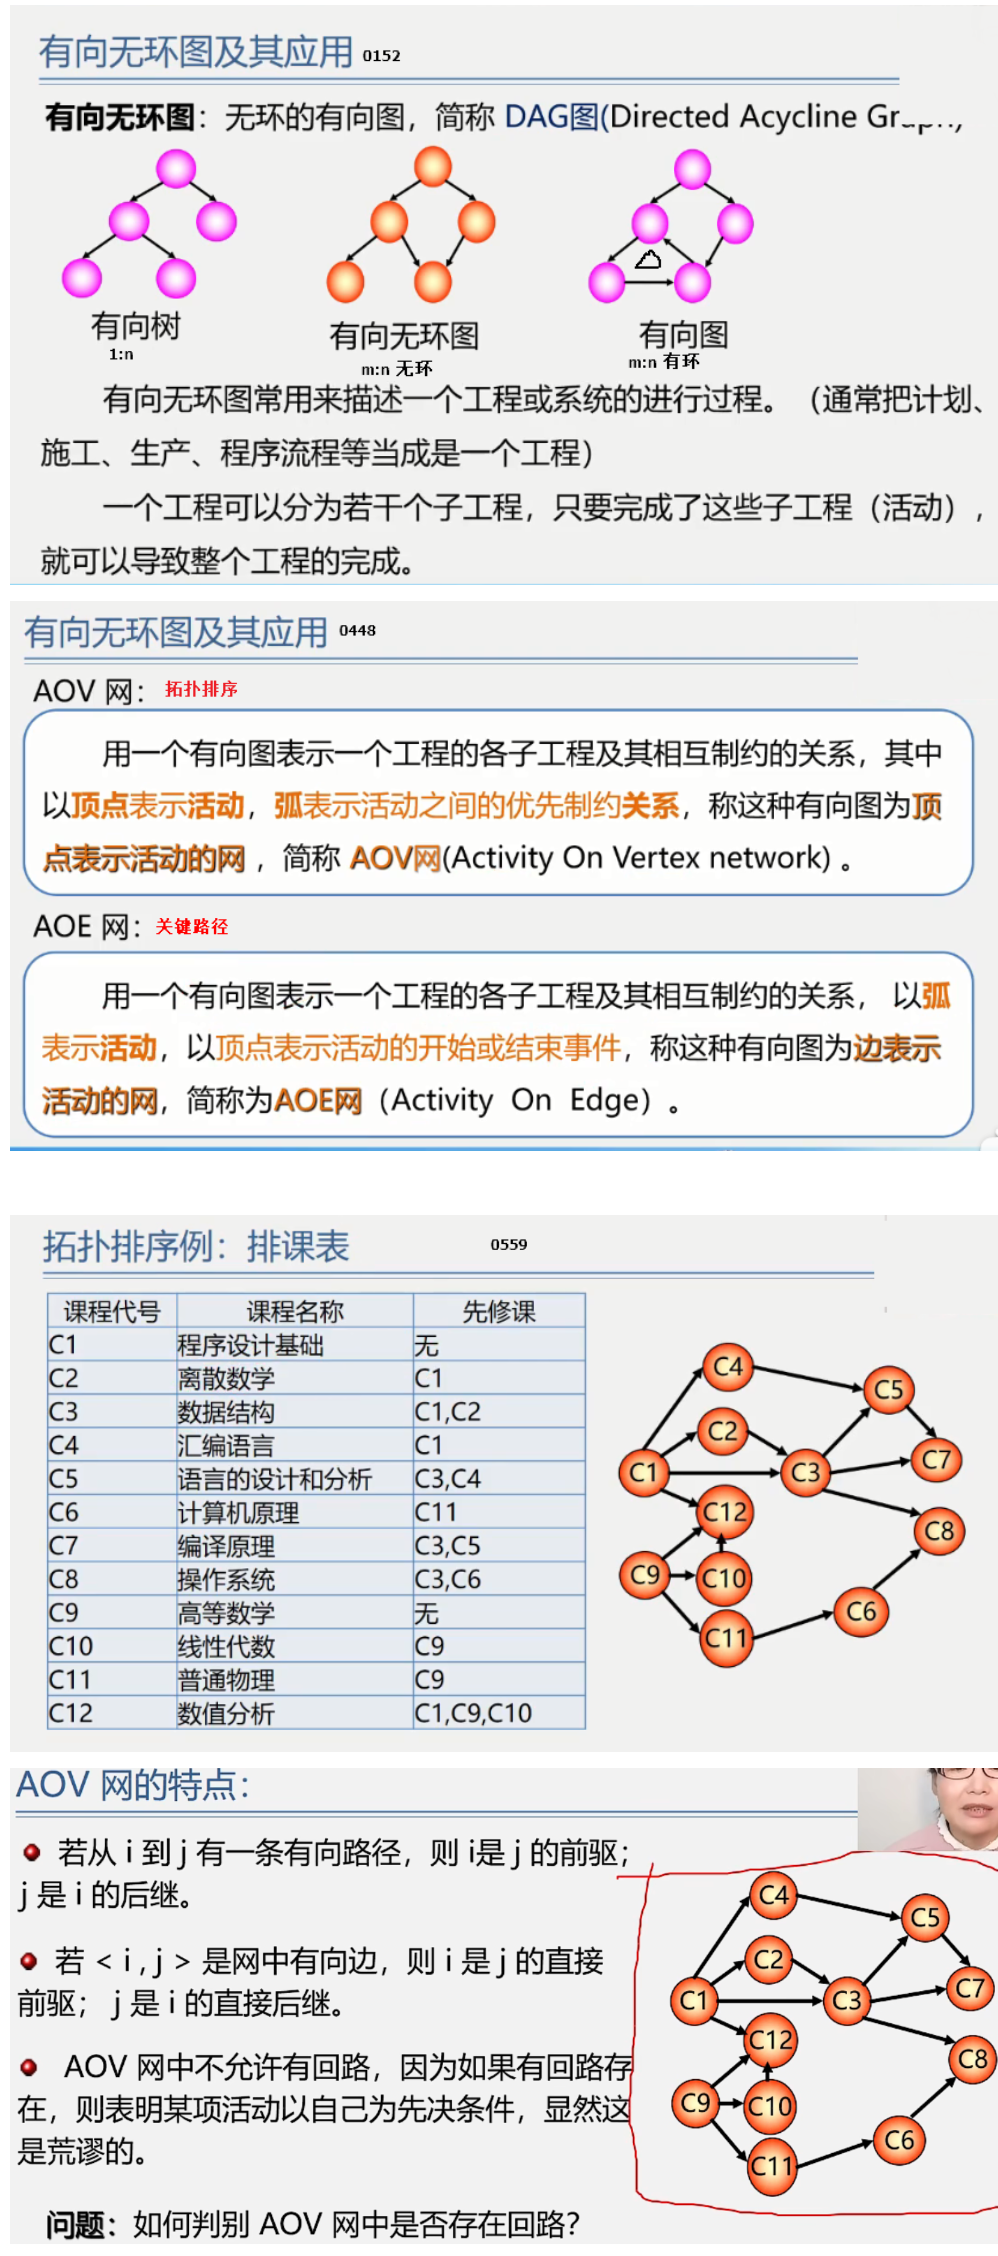 有向无环图及其应用 0152
有向无环图：无环的有向图，简称 DAG图(Directed Acycline Graph)
有向树
1:n
有向无环图
m:n 无环
有向图
m:n 有环
有向无环图常用来描述一个工程或系统的进行过程。（通常把计划、
施工、生产、程序流程等当成是一个工程）
一个工程可以分为若干个子工程，只要完成了这些子工程（活动），
就可以导致整个工程的完成。
有向无环图及其应用 0448
AOV 网： 拓扑排序
用一个有向图表示一个工程的各子工程及其相互制约的关系，其中
以顶点表示活动，弧表示活动之间的优先制约关系，称这种有向图为顶
点表示活动的网，简称 AOV网(Activity On Vertex network) 。
AOE 网： 关键路径
用一个有向图表示一个工程的各子工程及其相互制约的关系， 以弧
表示活动，以顶点表示活动的开始或结束事件，称这种有向图为边表示
活动的网，简称为AOE网（Activity On Edge）。
拓扑排序例：排课表 0559
课程代号 课程名称 先修课
C1 程序设计基础 无
C2 离散数学 C1
C3 数据结构 C1,C2
C4 汇编语言 C1
C5 语言的设计和分析 C3,C4
C6 计算机原理 C11
C7 编译原理 C3,C5
C8 操作系统 C3,C6
C9 高等数学 无
C10 线性代数 C9
C11 普通物理 C9
C12 数值分析 C1,C9,C10
C4
C5
C2
C7
C1
C3
C12
C8
C9
C10
C6
C11
AOV 网的特点：
若从 i 到 j 有一条有向路径，则 i是 j 的前驱；
j 是 i 的后继。
若 < i , j > 是网中有向边，则 i 是 j 的直接
前驱； j 是 i 的直接后继。
AOV 网中不允许有回路，因为如果有回路存
在，则表明某项活动以自己为先决条件，显然这
是荒谬的。
问题：如何判别 AOV 网中是否存在回路？
C4
C5
C2
C7
C1
C3
C12
C8
C9
C10
C6
C11